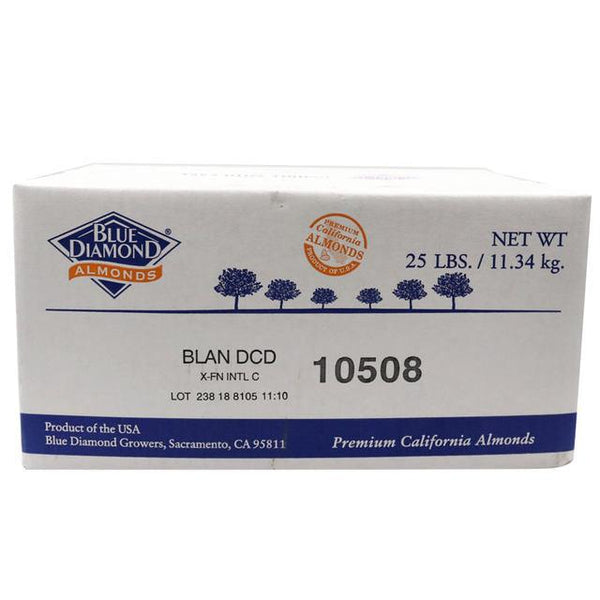 BLUE
DIAMOND®
ALMONDS
PREMIUM
California
ALMONDS
PRODUCT OF U.S.A.
NET WT
25 LBS. / 11.34 kg.
BLAN DCD
X-FN INTL C
LOT 238 18 8105 11:10
10508
Product of the USA
Blue Diamond Growers, Sacramento, CA 95811
Premium California Almonds